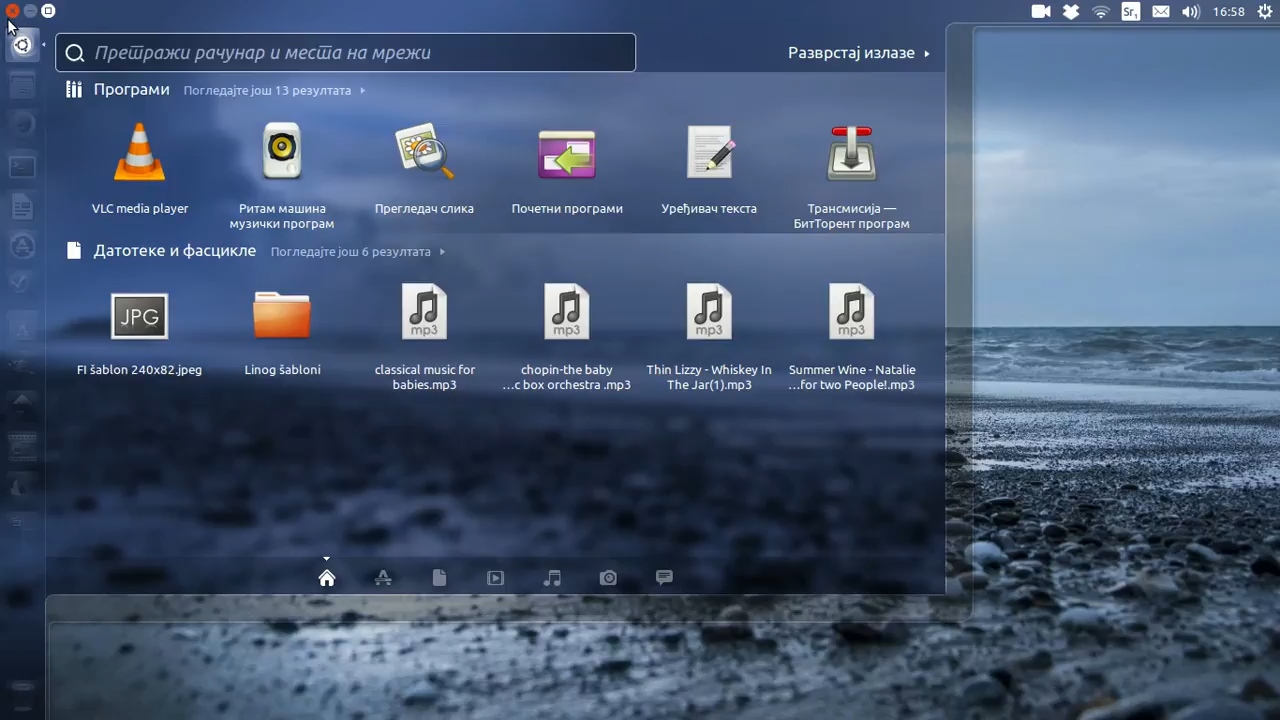 Sr₁
16:58
Претражи рачунар и места на мрежи
Разврстај излазе
Програми Погледајте још 13 резултата
VLC media player
Ритам машина
музички програм
Прегледач слика
Почетни програми
Уређивач текста
Трансмисија —
БитТорент програм
Датотеке и фасцикле Погледајте још 6 резултата
JPG
mp3
mp3
mp3
mp3
FI šablon 240x82.jpeg
Linog šabloni
classical music for
babies.mp3
chopin-the baby
…c box orchestra .mp3
Thin Lizzy - Whiskey In
The Jar(1).mp3
Summer Wine - Natalie
…for two People!.mp3